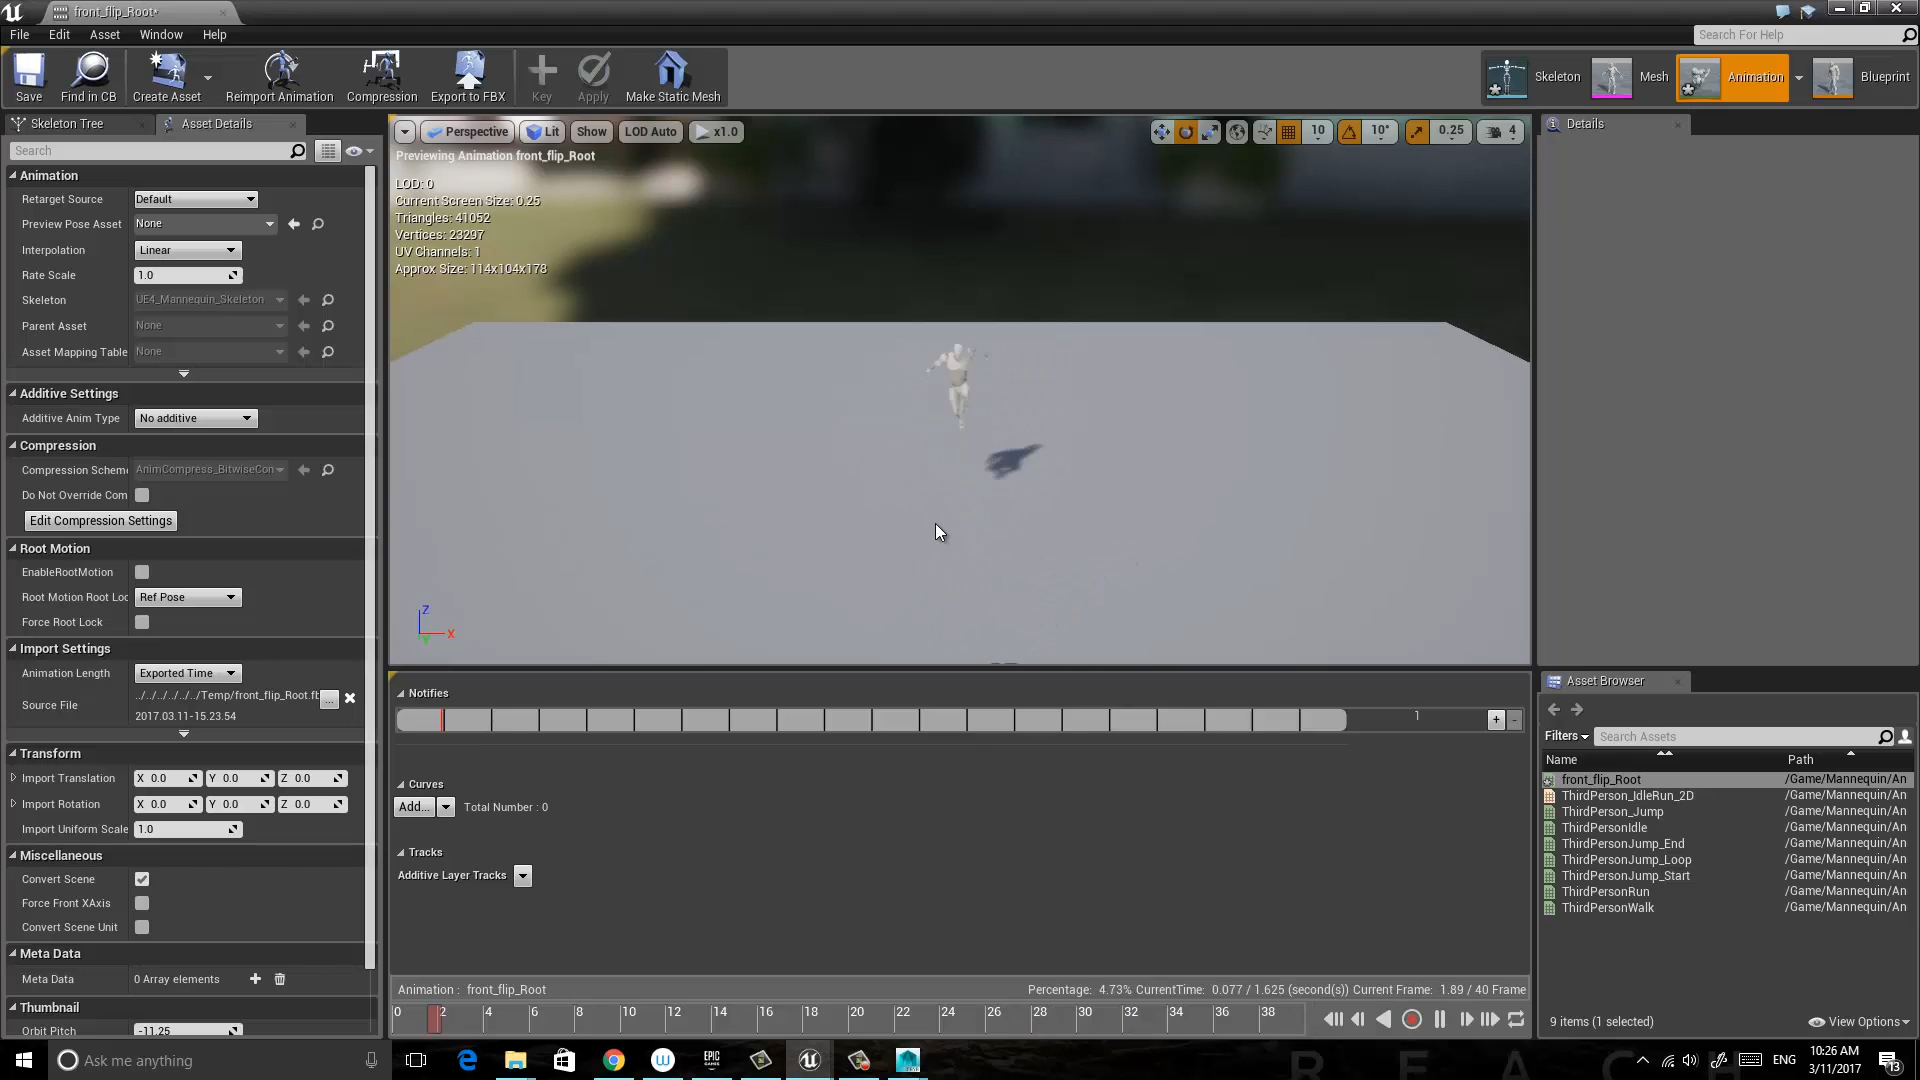 front_flip_Root*
File Edit Asset Window Help
Search For Help
Save Find in CB Create Asset Reimport Animation Compression Export to FBX Key Apply Make Static Mesh
Skeleton Mesh Animation Blueprint
Skeleton Tree Asset Details
Search
Animation
Retarget Source Default
Preview Pose Asset None
Interpolation Linear
Rate Scale 1.0
Skeleton UE4_Mannequin_Skeleton
Parent Asset None
Asset Mapping Table None
Additive Settings
Additive Anim Type No additive
Compression
Compression Schem AnimCompress_BitwiseCon
Do Not Override Com
Edit Compression Settings
Root Motion
EnableRootMotion
Root Motion Root Loc Ref Pose
Force Root Lock
Import Settings
Animation Length Exported Time
Source File ../../../../../../Temp/front_flip_Root.fb ...
2017.03.11-15.23.54
Transform
Import Translation X 0.0 Y 0.0 Z 0.0
Import Rotation X 0.0 Y 0.0 Z 0.0
Import Uniform Scale 1.0
Miscellaneous
Convert Scene
Force Front XAxis
Convert Scene Unit
Meta Data
Meta Data 0 Array elements
Thumbnail
Orbit Pitch -11.25
Perspective Lit Show LOD Auto x1.0
10 10° 0.25 4
Previewing Animation front_flip_Root
LOD: 0
Current Screen Size: 0.25
Triangles: 41052
Vertices: 23297
UV Channels: 1
Approx Size: 114x104x178
Z
X
Y
Notifies
1 + -
Curves
Add... Total Number : 0
Tracks
Additive Layer Tracks
Animation : front_flip_Root
Percentage: 4.73% CurrentTime: 0.077 / 1.625 (second(s)) Current Frame: 1.89 / 40 Frame
0 2 4 6 8 10 12 14 16 18 20 22 24 26 28 30 32 34 36 38
Details
Asset Browser
Filters Search Assets
Name Path
front_flip_Root /Game/Mannequin/An
ThirdPerson_IdleRun_2D /Game/Mannequin/An
ThirdPerson_Jump /Game/Mannequin/An
ThirdPersonIdle /Game/Mannequin/An
ThirdPersonJump_End /Game/Mannequin/An
ThirdPersonJump_Loop /Game/Mannequin/An
ThirdPersonJump_Start /Game/Mannequin/An
ThirdPersonRun /Game/Mannequin/An
ThirdPersonWalk /Game/Mannequin/An
9 items (1 selected) View Options
Ask me anything
EPIC GAMES
R E A C H
ENG
10:26 AM
3/11/2017
13